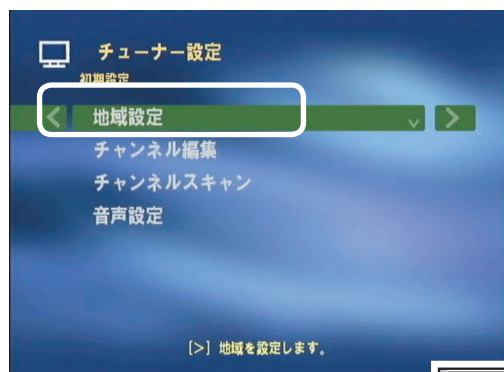 チューナー設定
初期設定
地域設定
チャンネル編集
チャンネルスキャン
音声設定
[>] 地域を設定します。